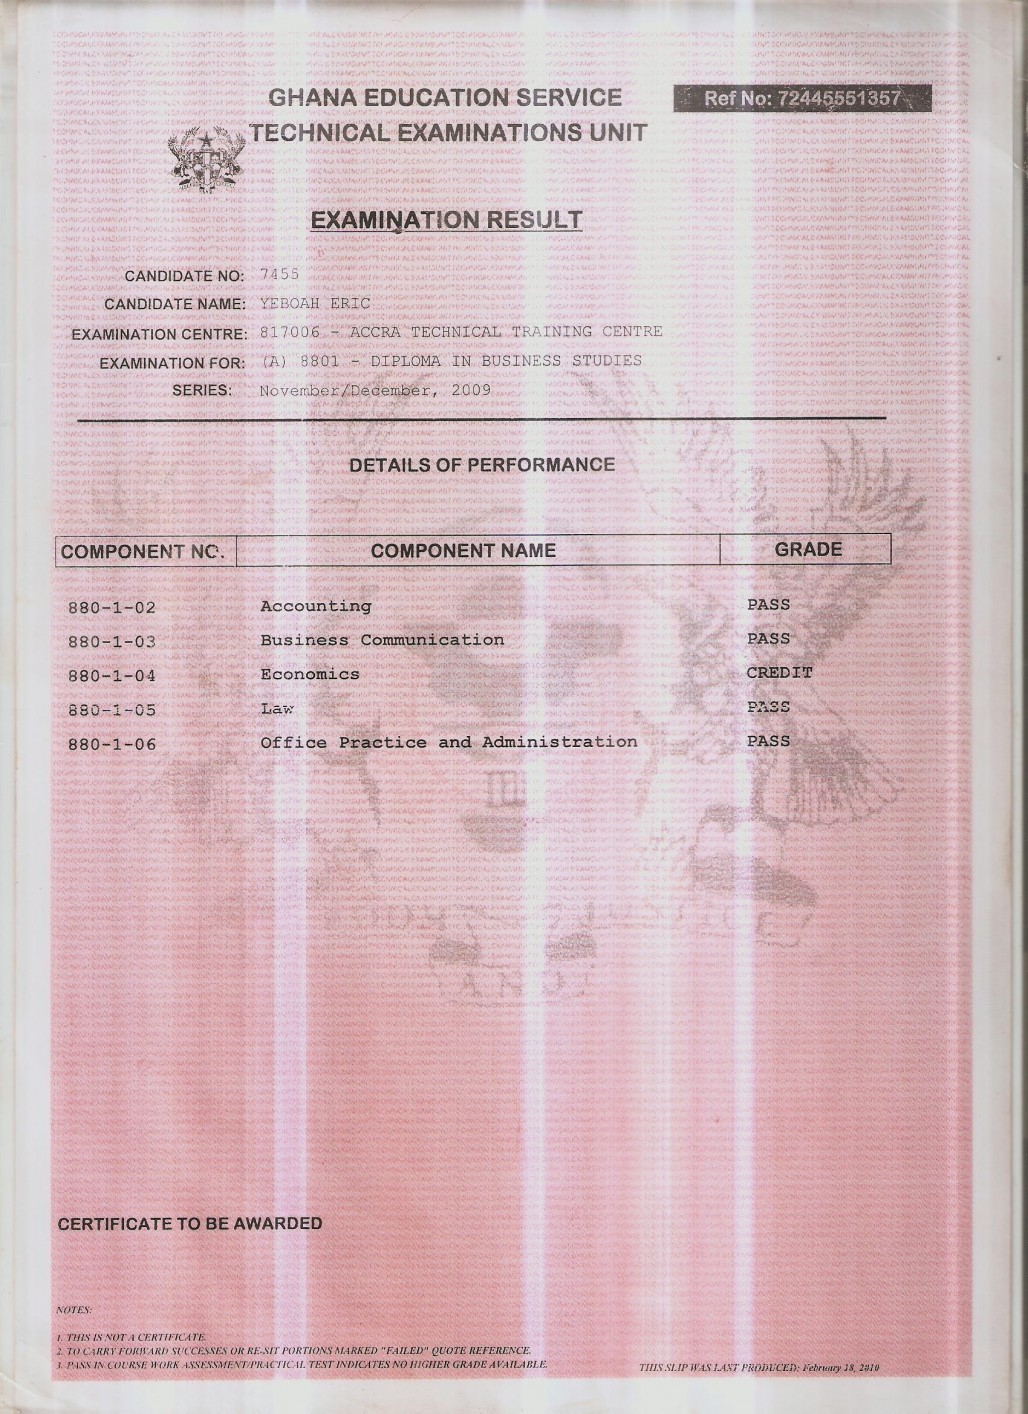 GHANA EDUCATION SERVICE
Ref No: 72445551357
TECHNICAL EXAMINATIONS UNIT
EXAMINATION RESULT
CANDIDATE NO: 7455
CANDIDATE NAME: YEBOAH ERIC
EXAMINATION CENTRE: 817006 - ACCRA TECHNICAL TRAINING CENTRE
EXAMINATION FOR: (A) 8801 - DIPLOMA IN BUSINESS STUDIES
SERIES: November/December, 2009
DETAILS OF PERFORMANCE
COMPONENT NO. COMPONENT NAME GRADE
880-1-02 Accounting PASS
880-1-03 Business Communication PASS
880-1-04 Economics CREDIT
880-1-05 Law PASS
880-1-06 Office Practice and Administration PASS
CERTIFICATE TO BE AWARDED
NOTES:
1. THIS IS NOT A CERTIFICATE.
2. TO CARRY FORWARD SUCCESSES OR RE-SIT PORTIONS MARKED "FAILED" QUOTE REFERENCE.
3. PASS IN COURSE WORK ASSESSMENT/PRACTICAL TEST INDICATES NO HIGHER GRADE AVAILABLE.
THIS SLIP WAS LAST PRODUCED: February 18, 2010